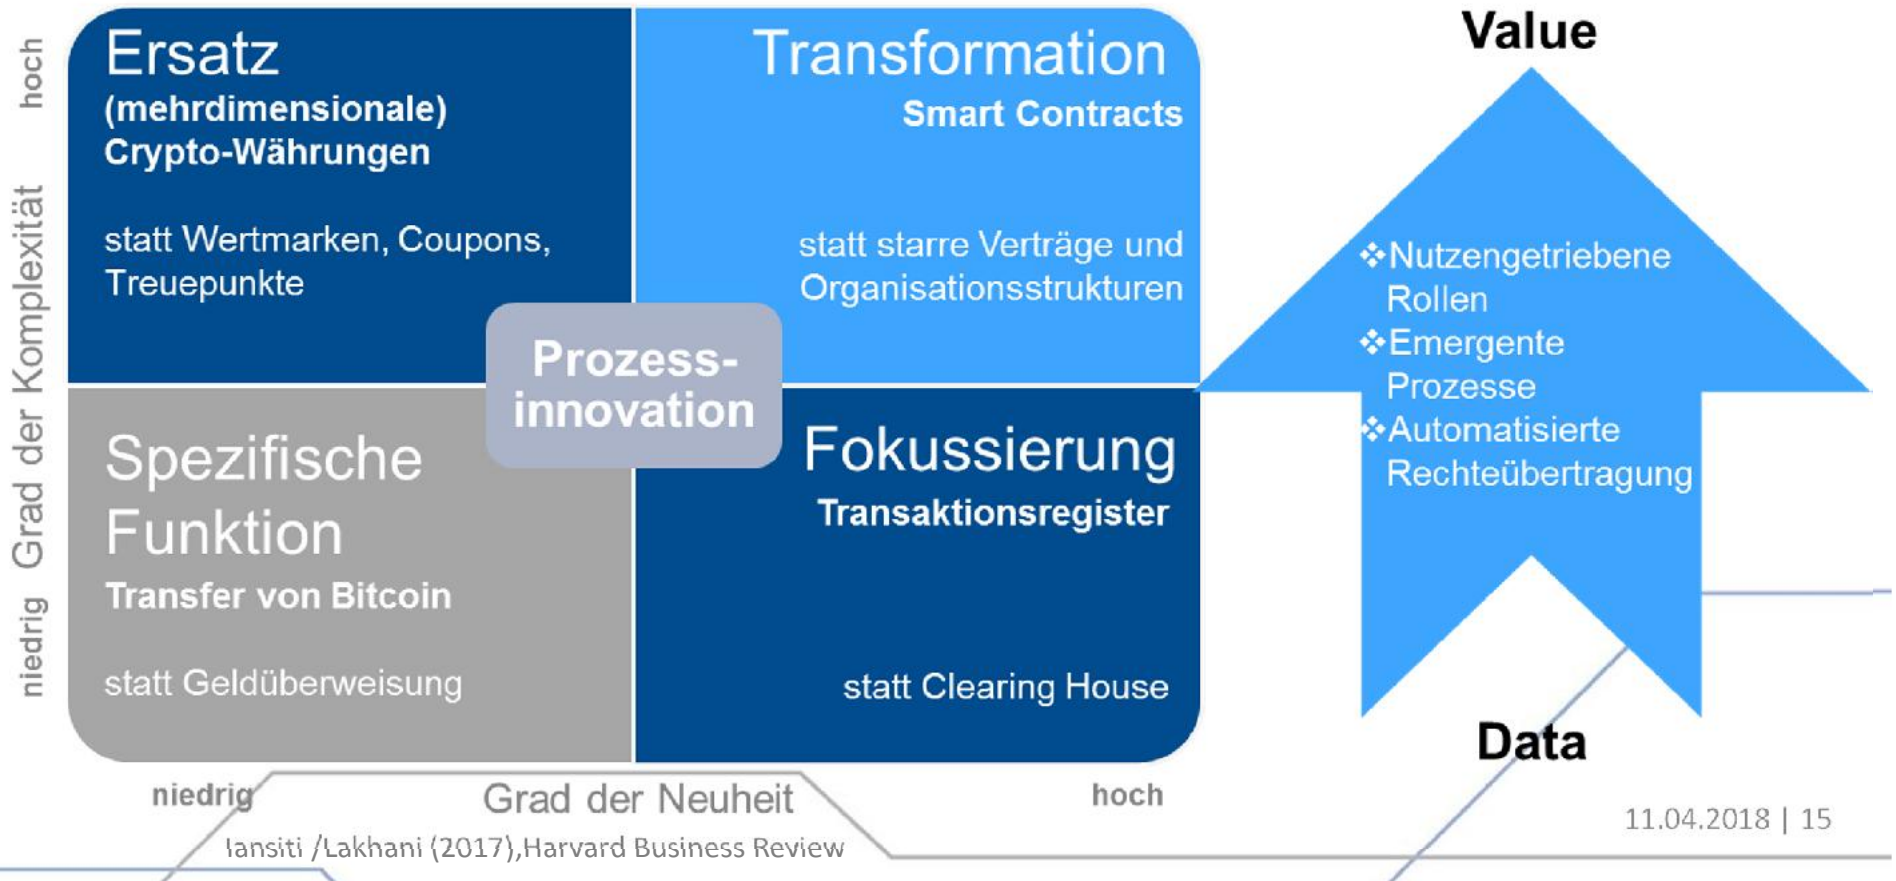 hoch
Grad der Komplexität
niedrig
Ersatz
(mehrdimensionale)
Crypto-Währungen
statt Wertmarken, Coupons,
Treuepunkte
Transformation
Smart Contracts
statt starre Verträge und
Organisationsstrukturen
Prozess-
innovation
Spezifische
Funktion
Transfer von Bitcoin
statt Geldüberweisung
Fokussierung
Transaktionsregister
statt Clearing House
niedrig
Grad der Neuheit
hoch
Iansiti /Lakhani (2017),Harvard Business Review
Value
❖Nutzengetriebene
Rollen
❖Emergente
Prozesse
❖Automatisierte
Rechteübertragung
Data
11.04.2018 | 15